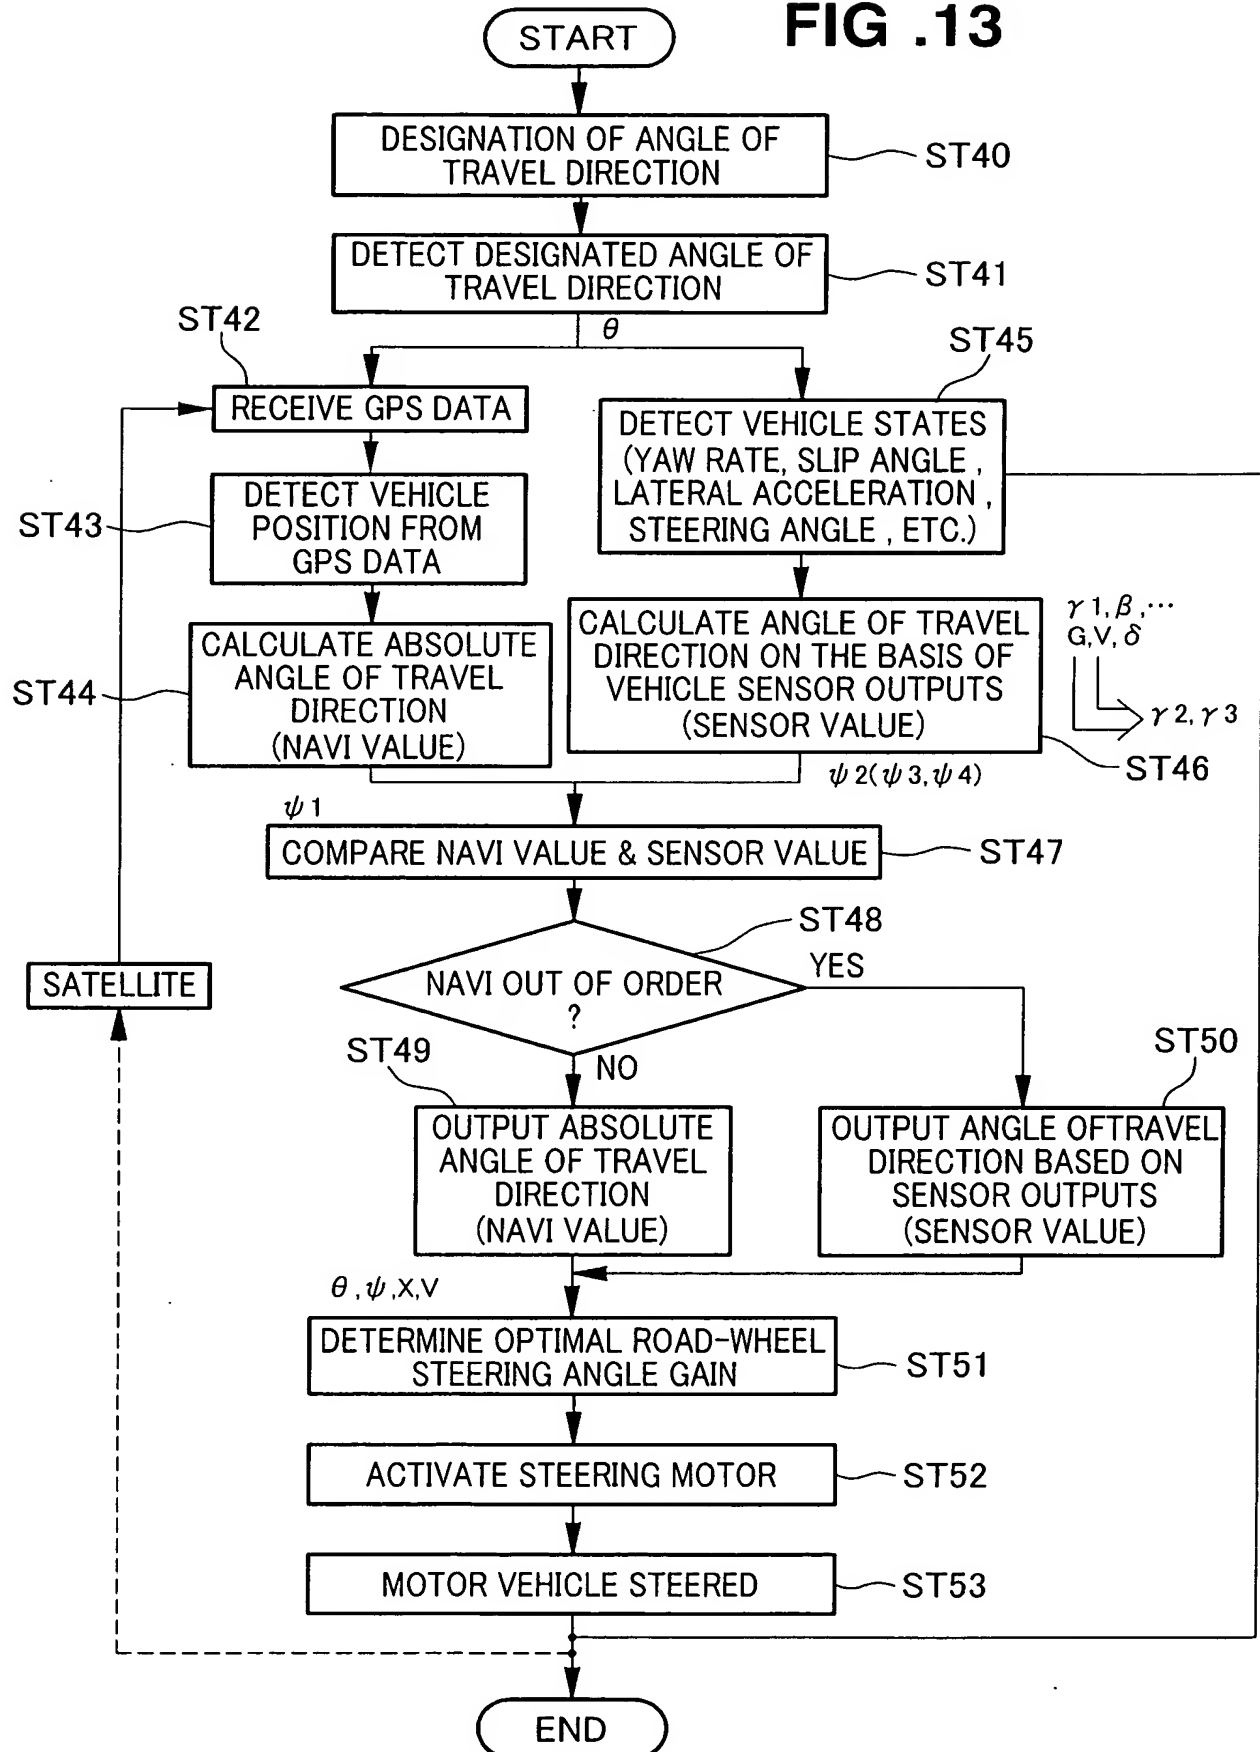 FIG .13
START
DESIGNATION OF ANGLE OF
TRAVEL DIRECTION
ST40
DETECT DESIGNATED ANGLE OF
TRAVEL DIRECTION
ST41
θ
ST42
RECEIVE GPS DATA
ST43
DETECT VEHICLE
POSITION FROM
GPS DATA
ST44
CALCULATE ABSOLUTE
ANGLE OF TRAVEL
DIRECTION
(NAVI VALUE)
ST45
DETECT VEHICLE STATES
(YAW RATE, SLIP ANGLE ,
LATERAL ACCELERATION ,
STEERING ANGLE , ETC.)
CALCULATE ANGLE OF TRAVEL
DIRECTION ON THE BASIS OF
VEHICLE SENSOR OUTPUTS
(SENSOR VALUE)
γ1, β ,⋯
G,V, δ
γ2, γ3
ST46
ψ1
ψ2(ψ3,ψ4)
COMPARE NAVI VALUE & SENSOR VALUE
ST47
ST48
NAVI OUT OF ORDER
?
YES
NO
SATELLITE
ST49
OUTPUT ABSOLUTE
ANGLE OF TRAVEL
DIRECTION
(NAVI VALUE)
ST50
OUTPUT ANGLE OFTRAVEL
DIRECTION BASED ON
SENSOR OUTPUTS
(SENSOR VALUE)
θ ,ψ ,X,V
DETERMINE OPTIMAL ROAD-WHEEL
STEERING ANGLE GAIN
ST51
ACTIVATE STEERING MOTOR
ST52
MOTOR VEHICLE STEERED
ST53
END